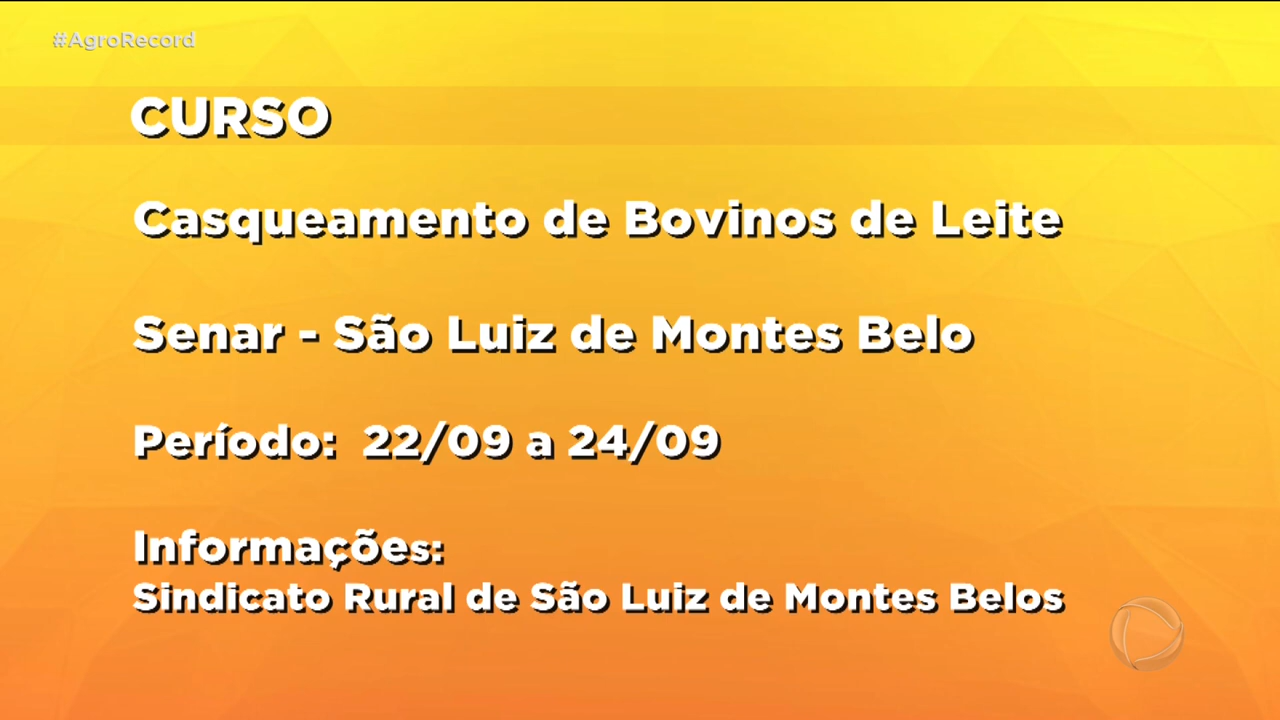 #AgroRecord
CURSO
Casqueamento de Bovinos de Leite
Senar - São Luiz de Montes Belo
Período: 22/09 a 24/09
Informações:
Sindicato Rural de São Luiz de Montes Belos